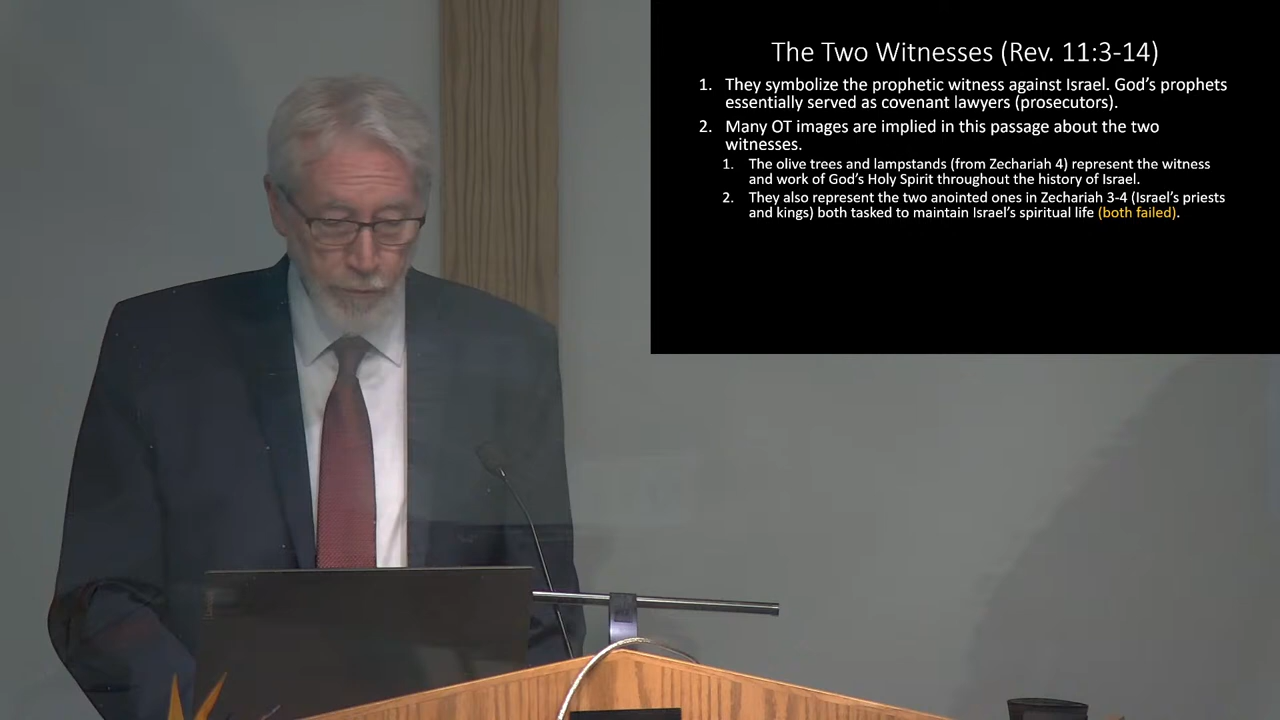 The Two Witnesses (Rev. 11:3-14)
1. They symbolize the prophetic witness against Israel. God’s prophets
essentially served as covenant lawyers (prosecutors).
2. Many OT images are implied in this passage about the two
witnesses.
1. The olive trees and lampstands (from Zechariah 4) represent the witness
and work of God’s Holy Spirit throughout the history of Israel.
2. They also represent the two anointed ones in Zechariah 3-4 (Israel’s priests
and kings) both tasked to maintain Israel’s spiritual life (both failed).